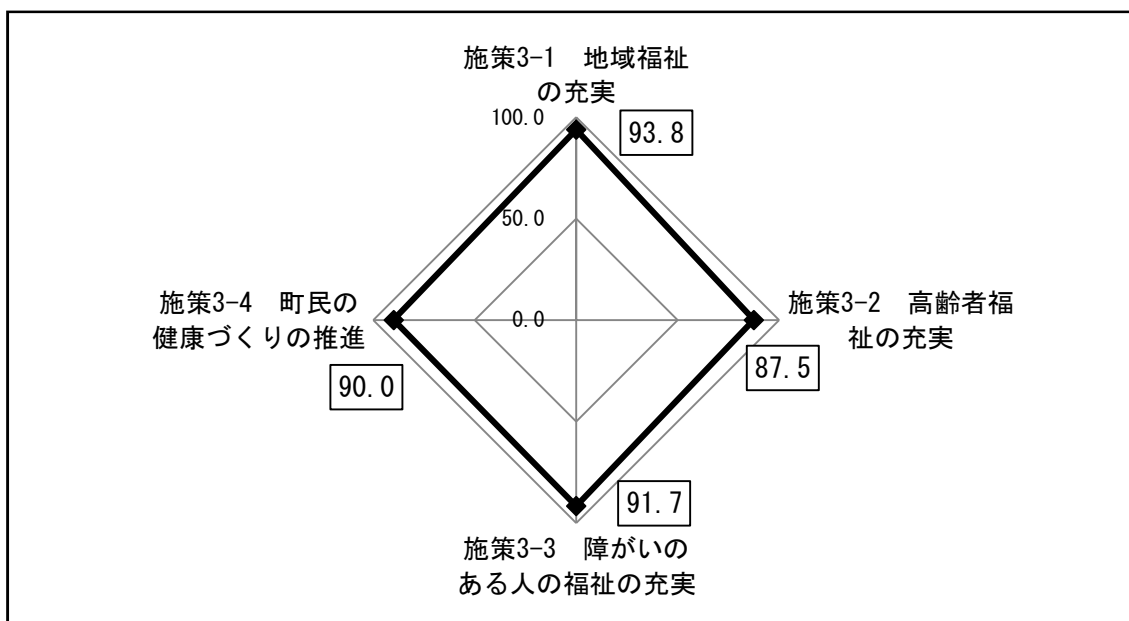 施策3-1　地域福祉
の充実
100.0
93.8
50.0
0.0
施策3-2　高齢者福
祉の充実
87.5
施策3-4　町民の
健康づくりの推進
90.0
91.7
施策3-3　障がいの
ある人の福祉の充実